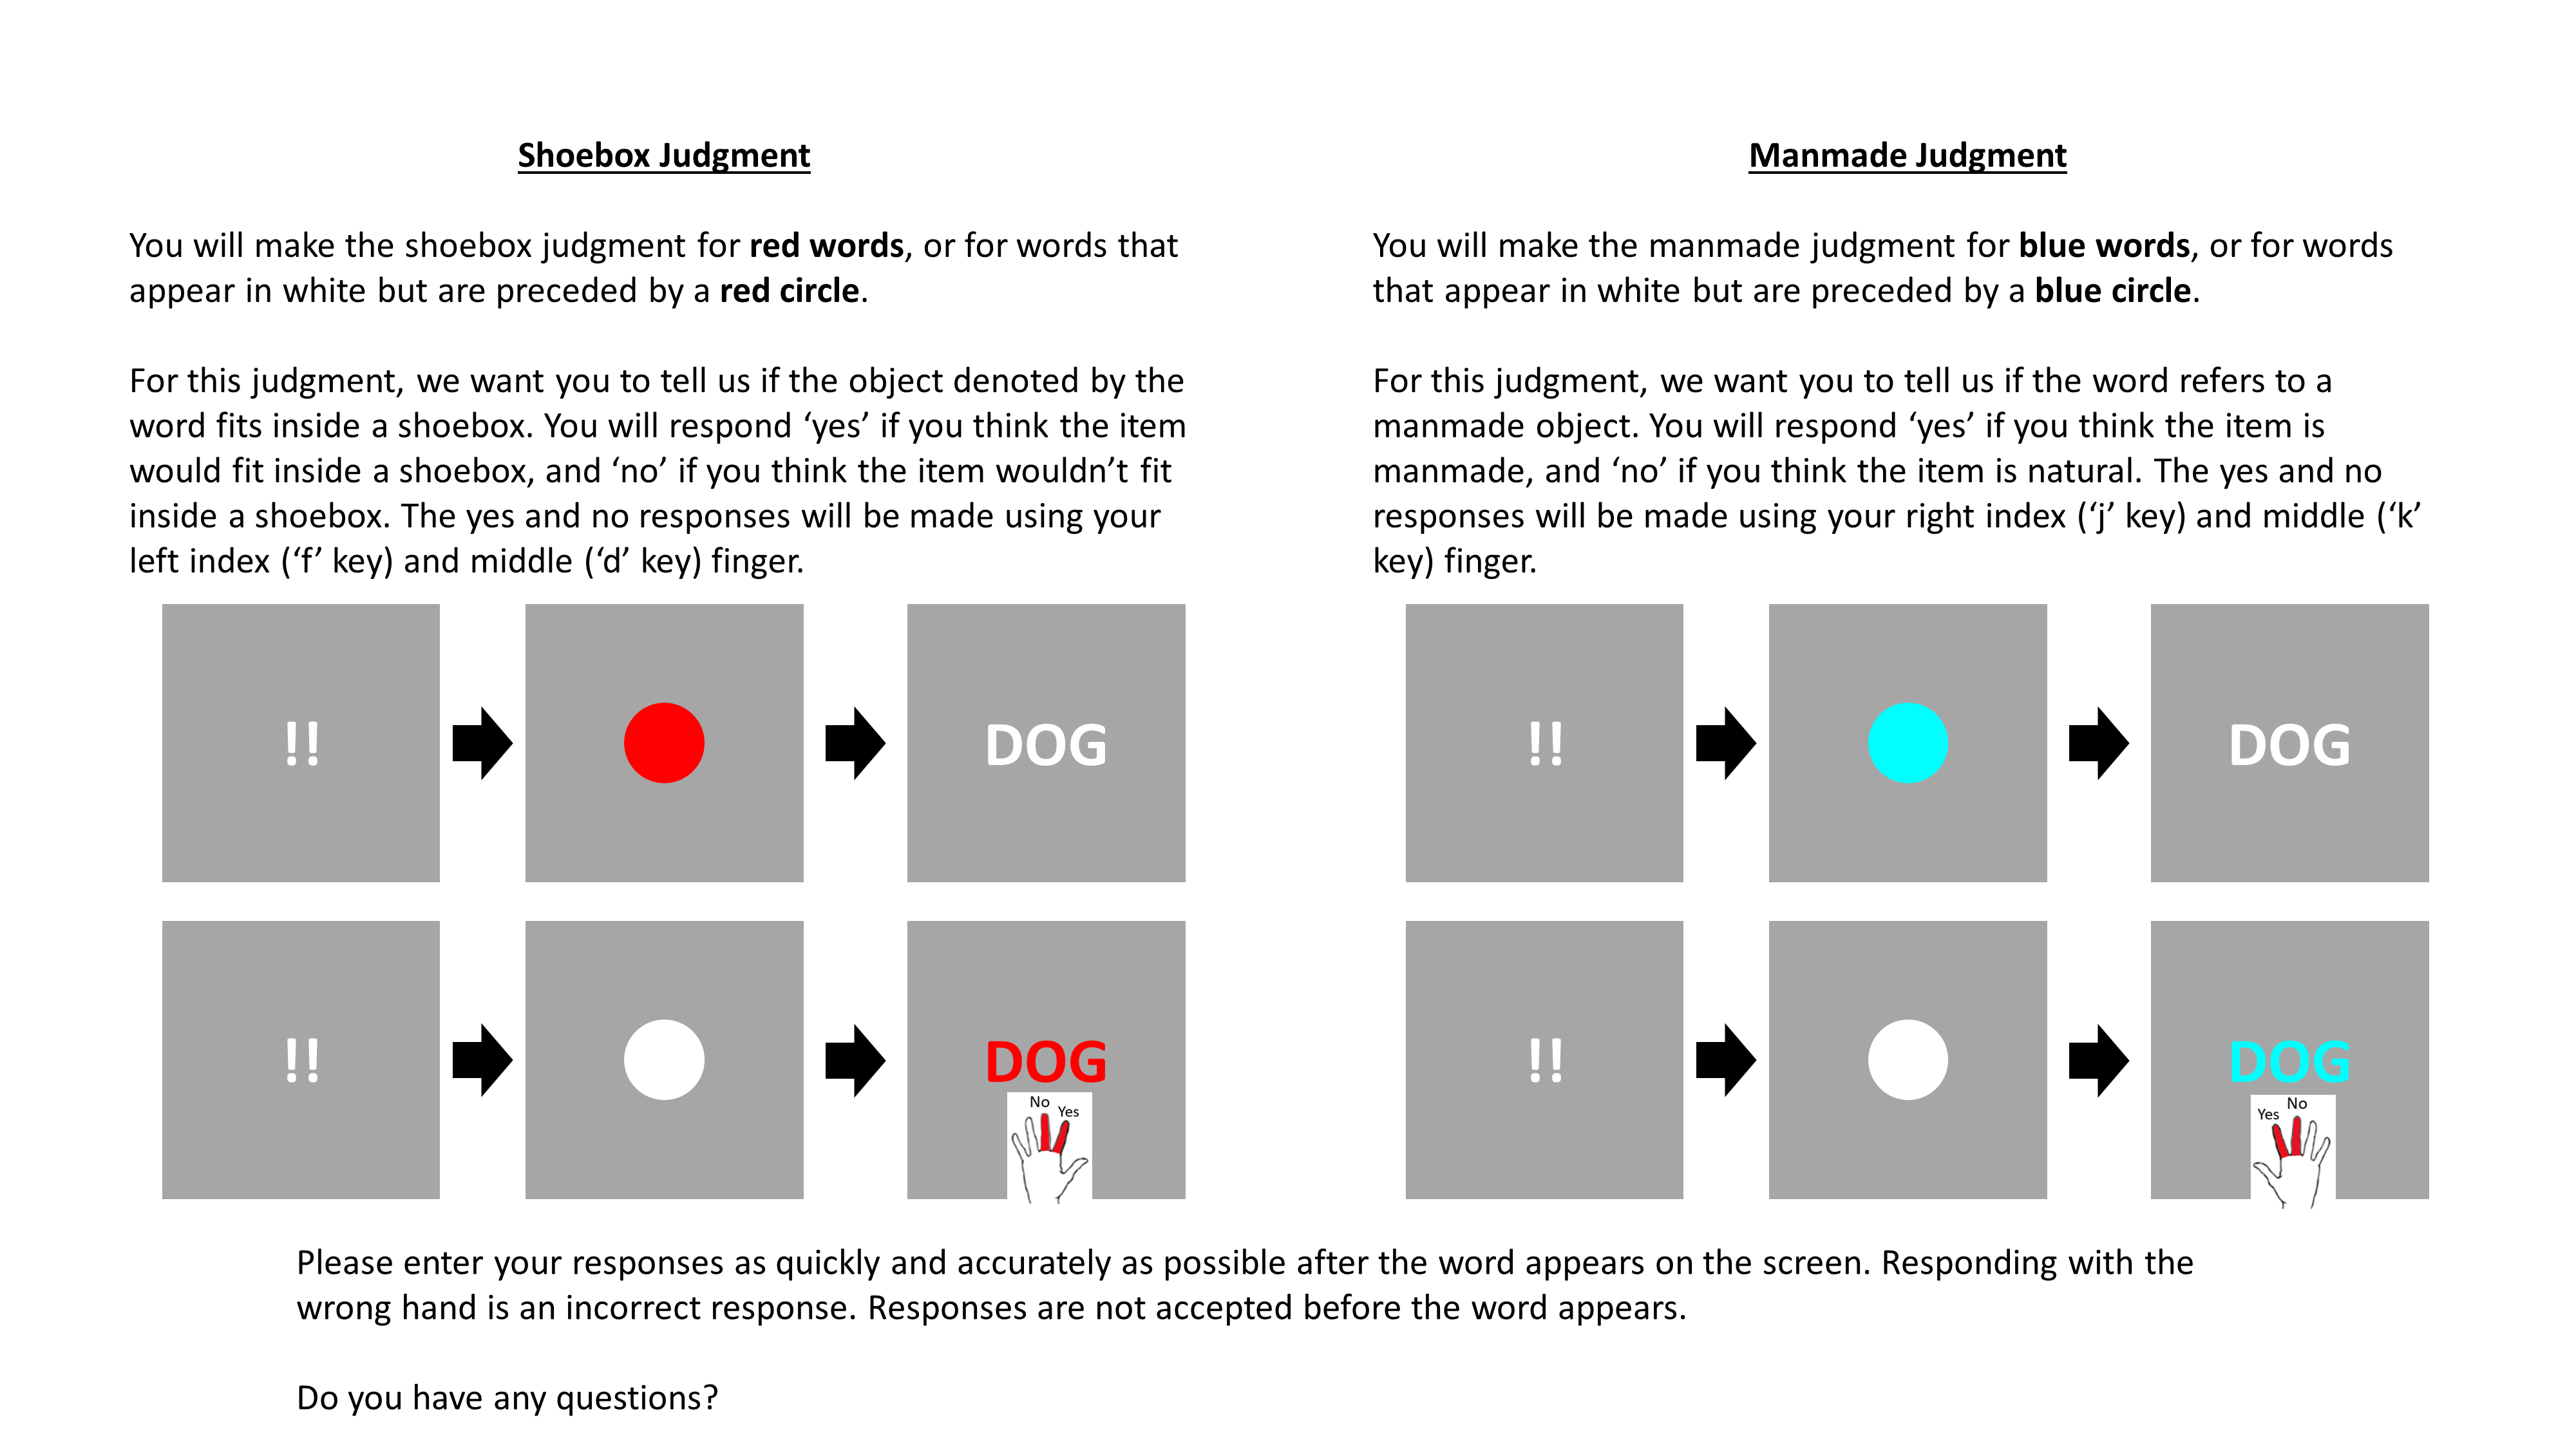 Shoebox Judgment
You will make the shoebox judgment for red words, or for words that
appear in white but are preceded by a red circle.
For this judgment, we want you to tell us if the object denoted by the
word fits inside a shoebox. You will respond ‘yes’ if you think the item
would fit inside a shoebox, and ‘no’ if you think the item wouldn’t fit
inside a shoebox. The yes and no responses will be made using your
left index (‘f’ key) and middle (‘d’ key) finger.
!!
DOG
!!
DOG
No
Yes
Manmade Judgment
You will make the manmade judgment for blue words, or for words
that appear in white but are preceded by a blue circle.
For this judgment, we want you to tell us if the word refers to a
manmade object. You will respond ‘yes’ if you think the item is
manmade, and ‘no’ if you think the item is natural. The yes and no
responses will be made using your right index (‘j’ key) and middle (‘k’
key) finger.
!!
DOG
!!
DOG
Yes
No
Please enter your responses as quickly and accurately as possible after the word appears on the screen. Responding with the
wrong hand is an incorrect response. Responses are not accepted before the word appears.
Do you have any questions?